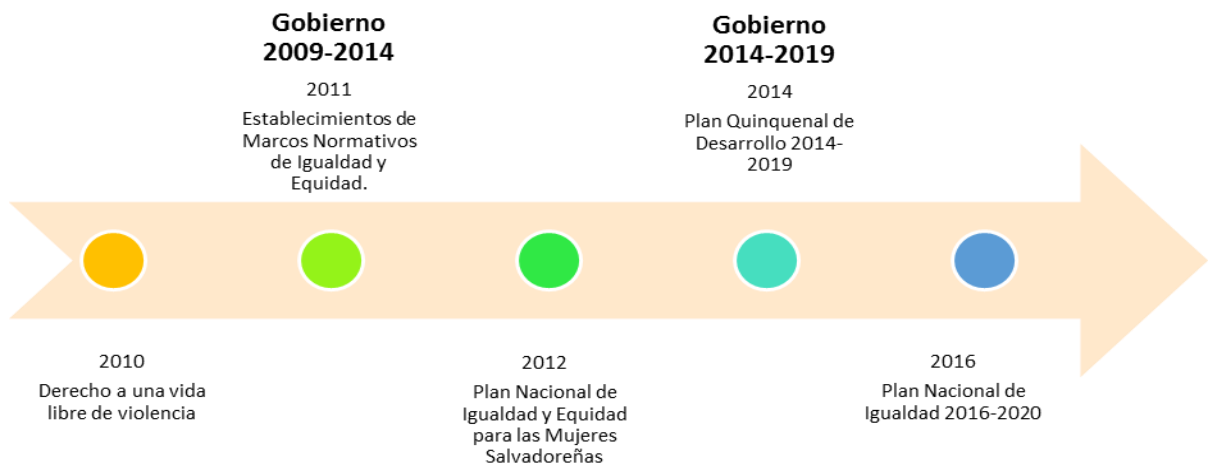 Gobierno
2009-2014
2011
Establecimientos de
Marcos Normativos
de Igualdad y
Equidad.
Gobierno
2014-2019
2014
Plan Quinquenal de
Desarrollo 2014-
2019
2010
Derecho a una vida
libre de violencia
2012
Plan Nacional de
Igualdad y Equidad
para las Mujeres
Salvadoreñas
2016
Plan Nacional de
Igualdad 2016-2020